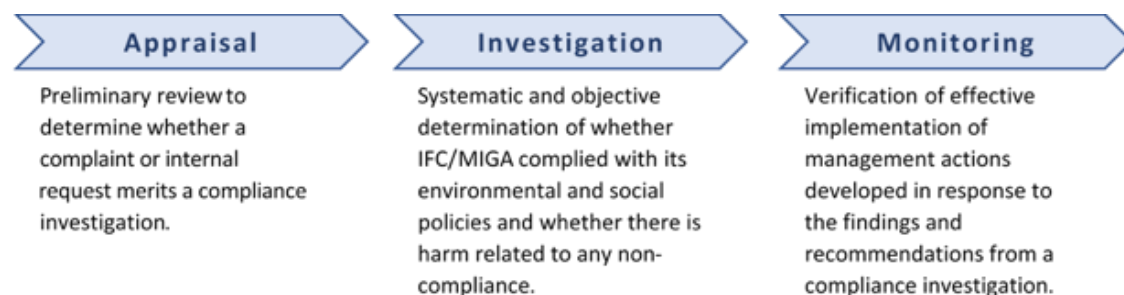 Appraisal
Preliminary review to
determine whether a
complaint or internal
request merits a compliance
investigation.
Investigation
Systematic and objective
determination of whether
IFC/MIGA complied with its
environmental and social
policies and whether there is
harm related to any non-
compliance.
Monitoring
Verification of effective
implementation of
management actions
developed in response to
the findings and
recommendations from a
compliance investigation.